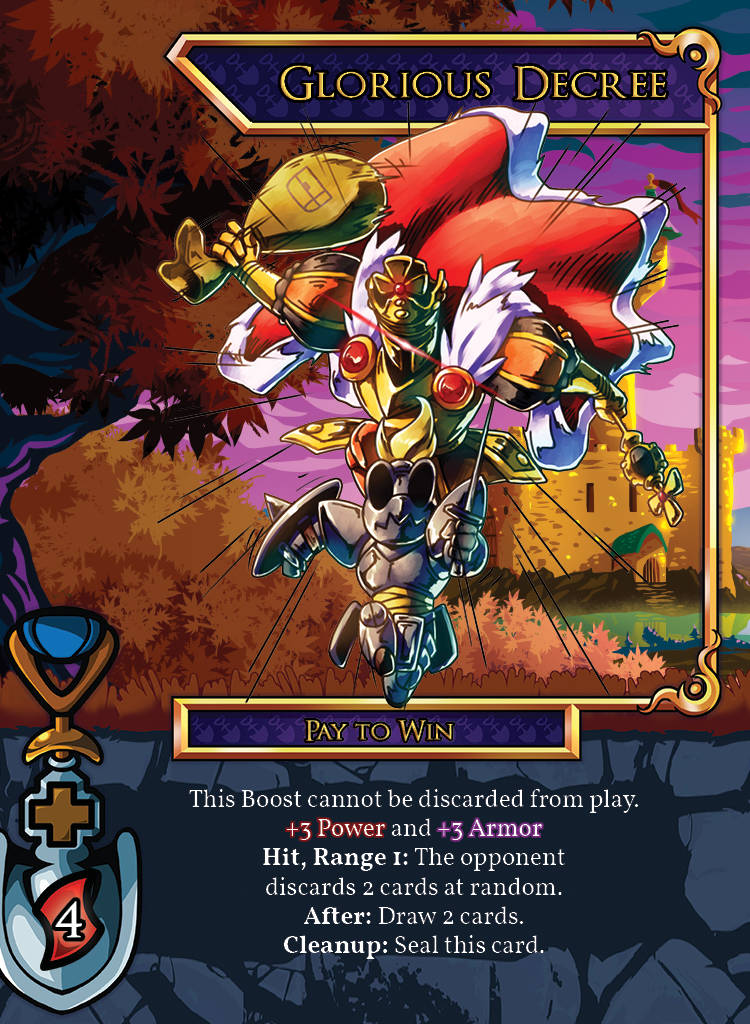 Glorious Decree
Pay to Win
This Boost cannot be discarded from play.
+3 Power and +3 Armor
Hit, Range 1: The opponent
discards 2 cards at random.
After: Draw 2 cards.
Cleanup: Seal this card.
4